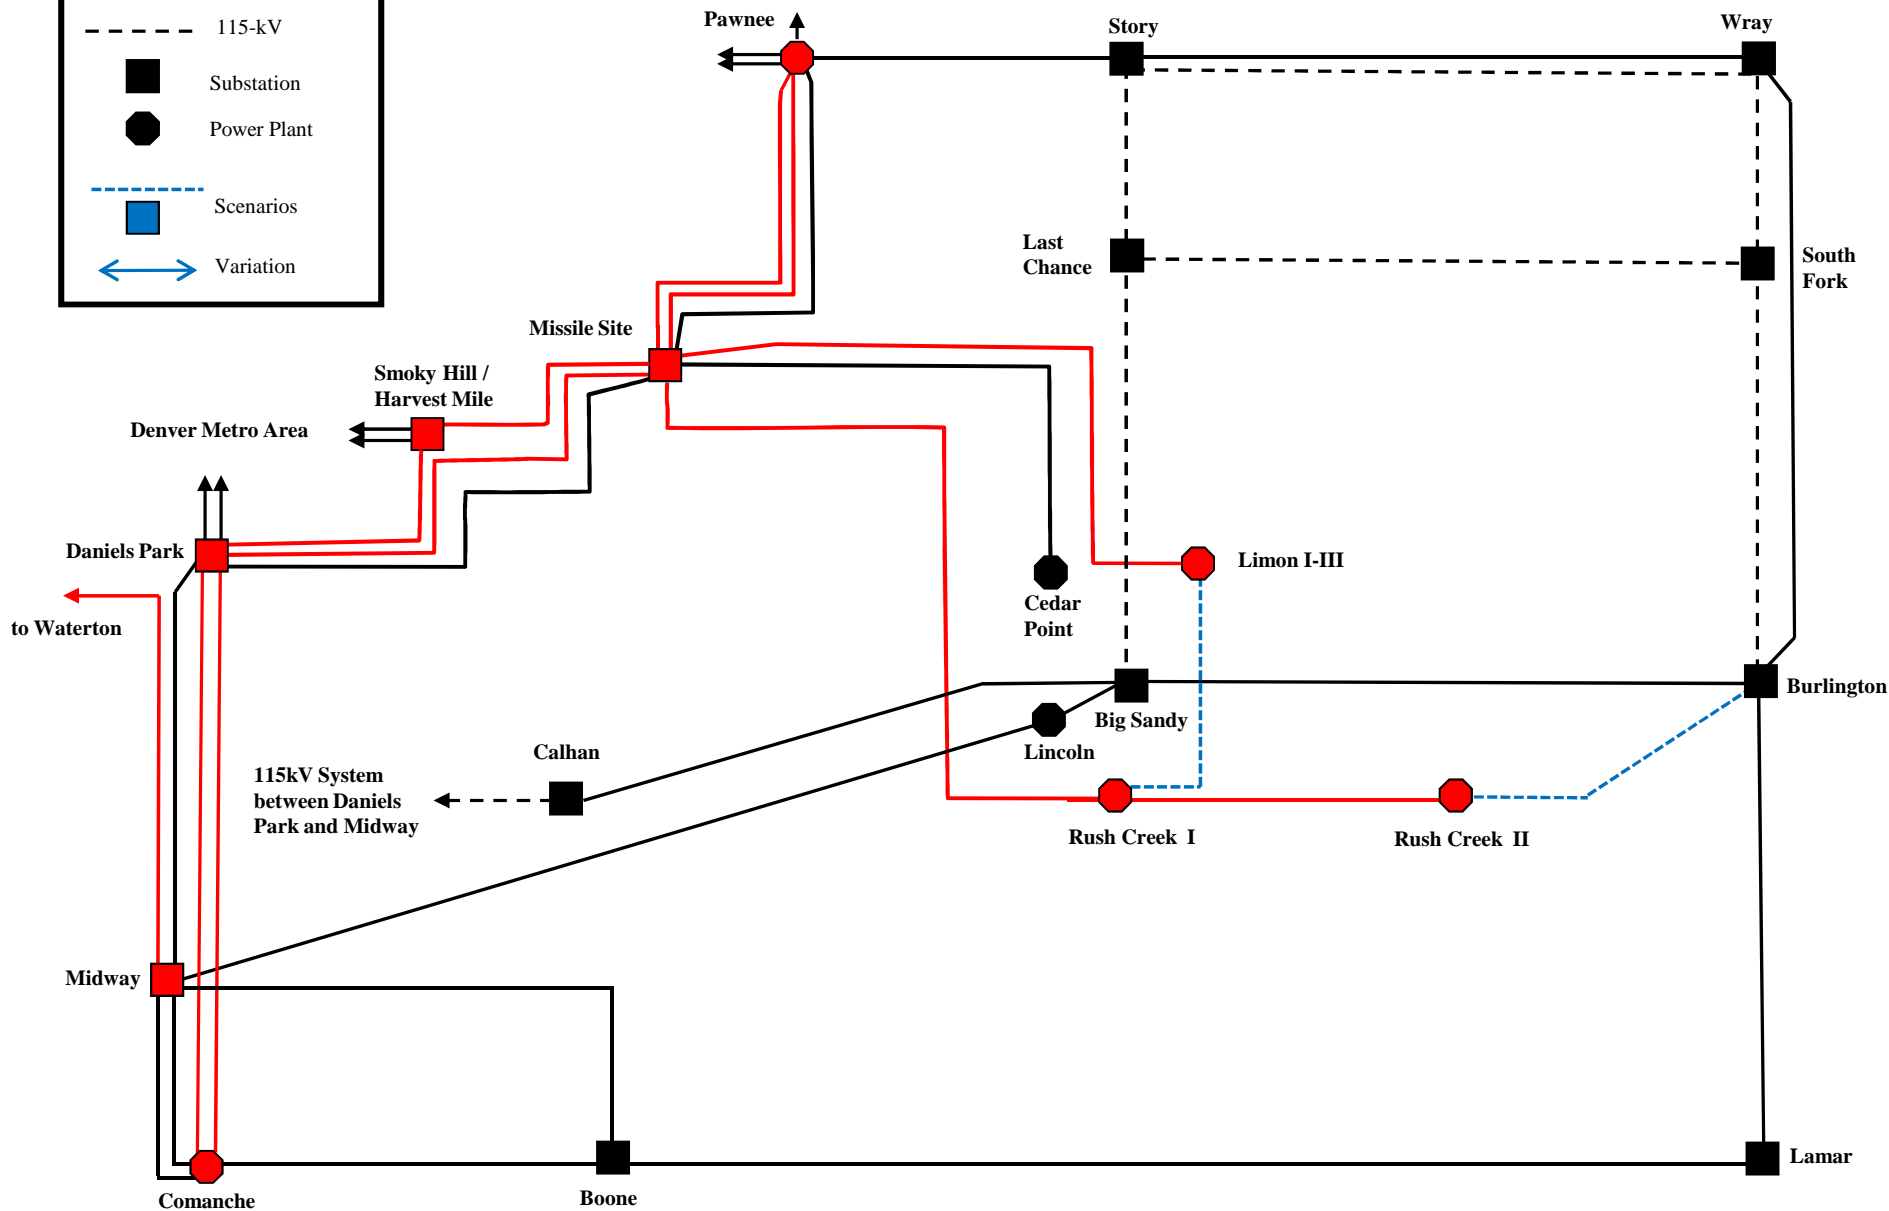 115-kV
Substation
Power Plant
Scenarios
Variation
Pawnee
Story
Wray
Last
Chance
South
Fork
Missile Site
Smoky Hill /
Harvest Mile
Denver Metro Area
Daniels Park
to Waterton
Limon I-III
Cedar
Point
Big Sandy
Burlington
Lincoln
Calhan
115kV System
between Daniels
Park and Midway
Rush Creek I
Rush Creek II
Midway
Comanche
Boone
Lamar